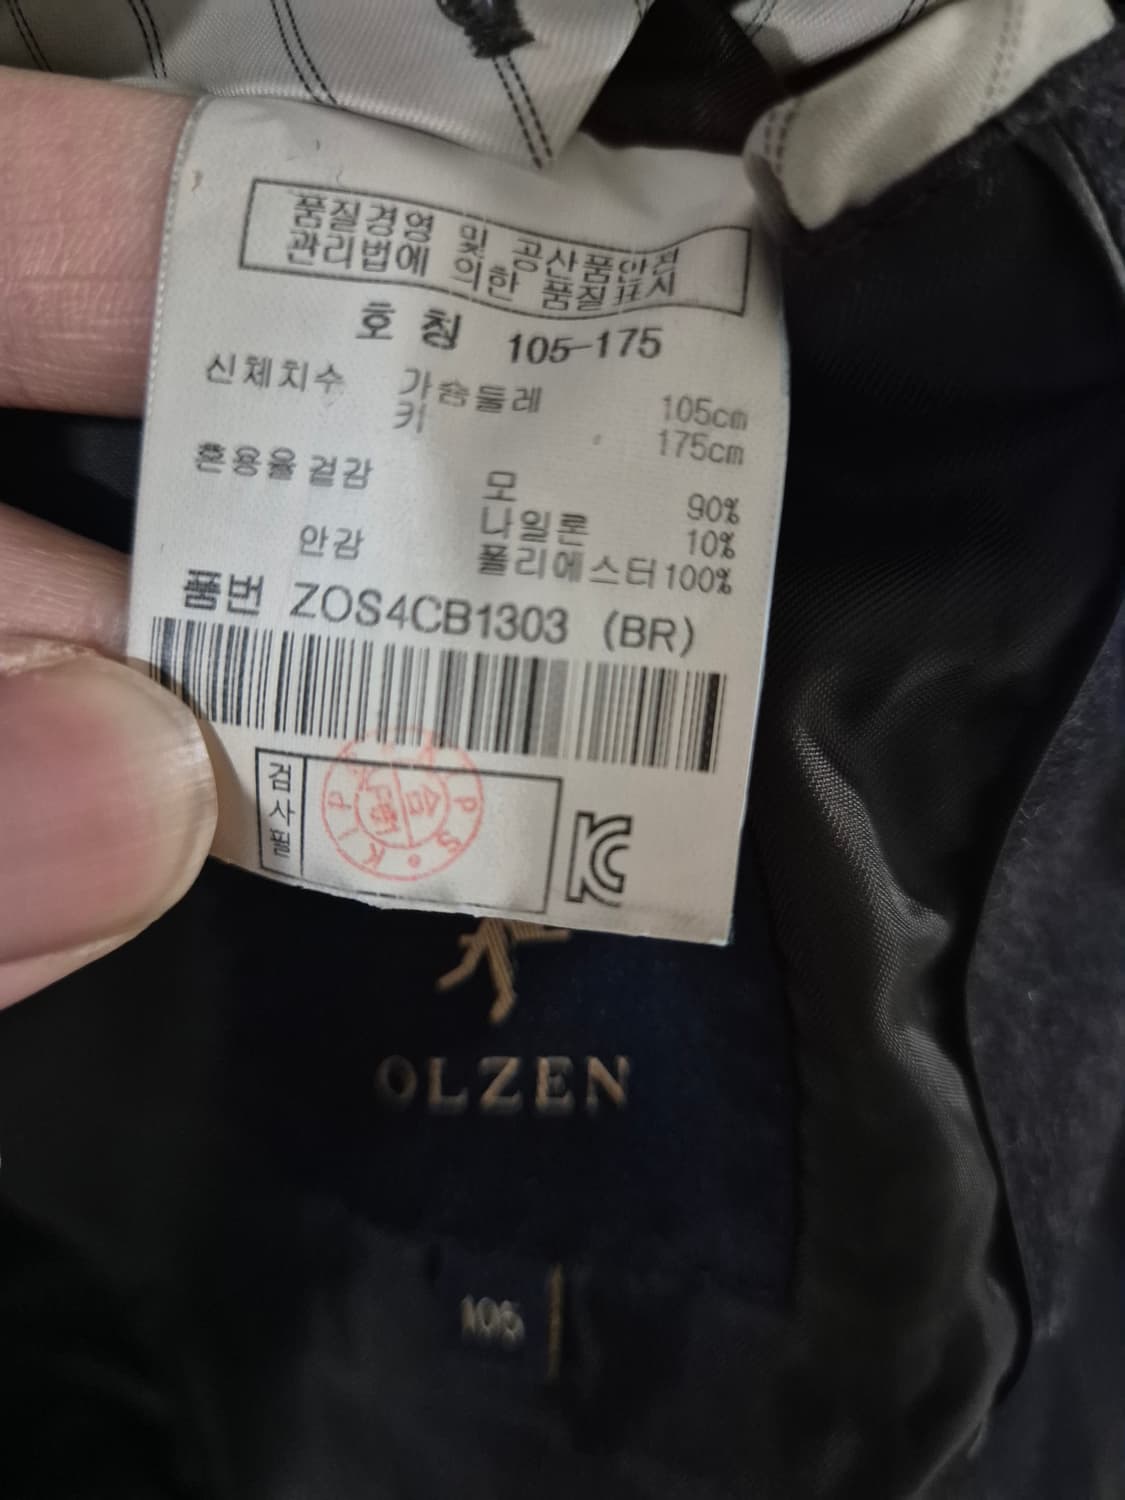 품질경영 및 공산품안전
관리법에 의한 품질표시
호 칭 105-175
신체치수 가슴둘레 105cm
키 175cm
혼용율 겉감 모 90%
나일론 10%
안감 폴리에스터 100%
품번 ZOS4CB1303 (BR)
검사필
KC
OLZEN
105